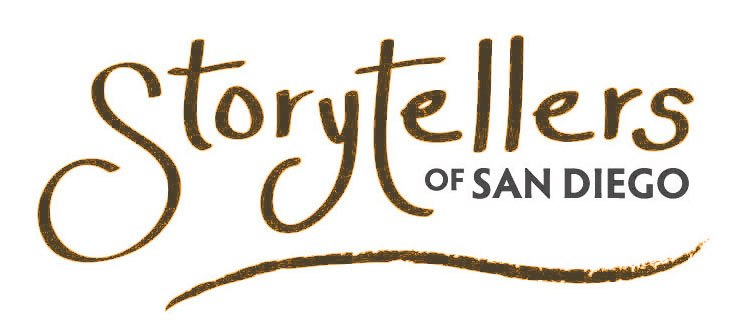 Storytellers
OF SAN DIEGO